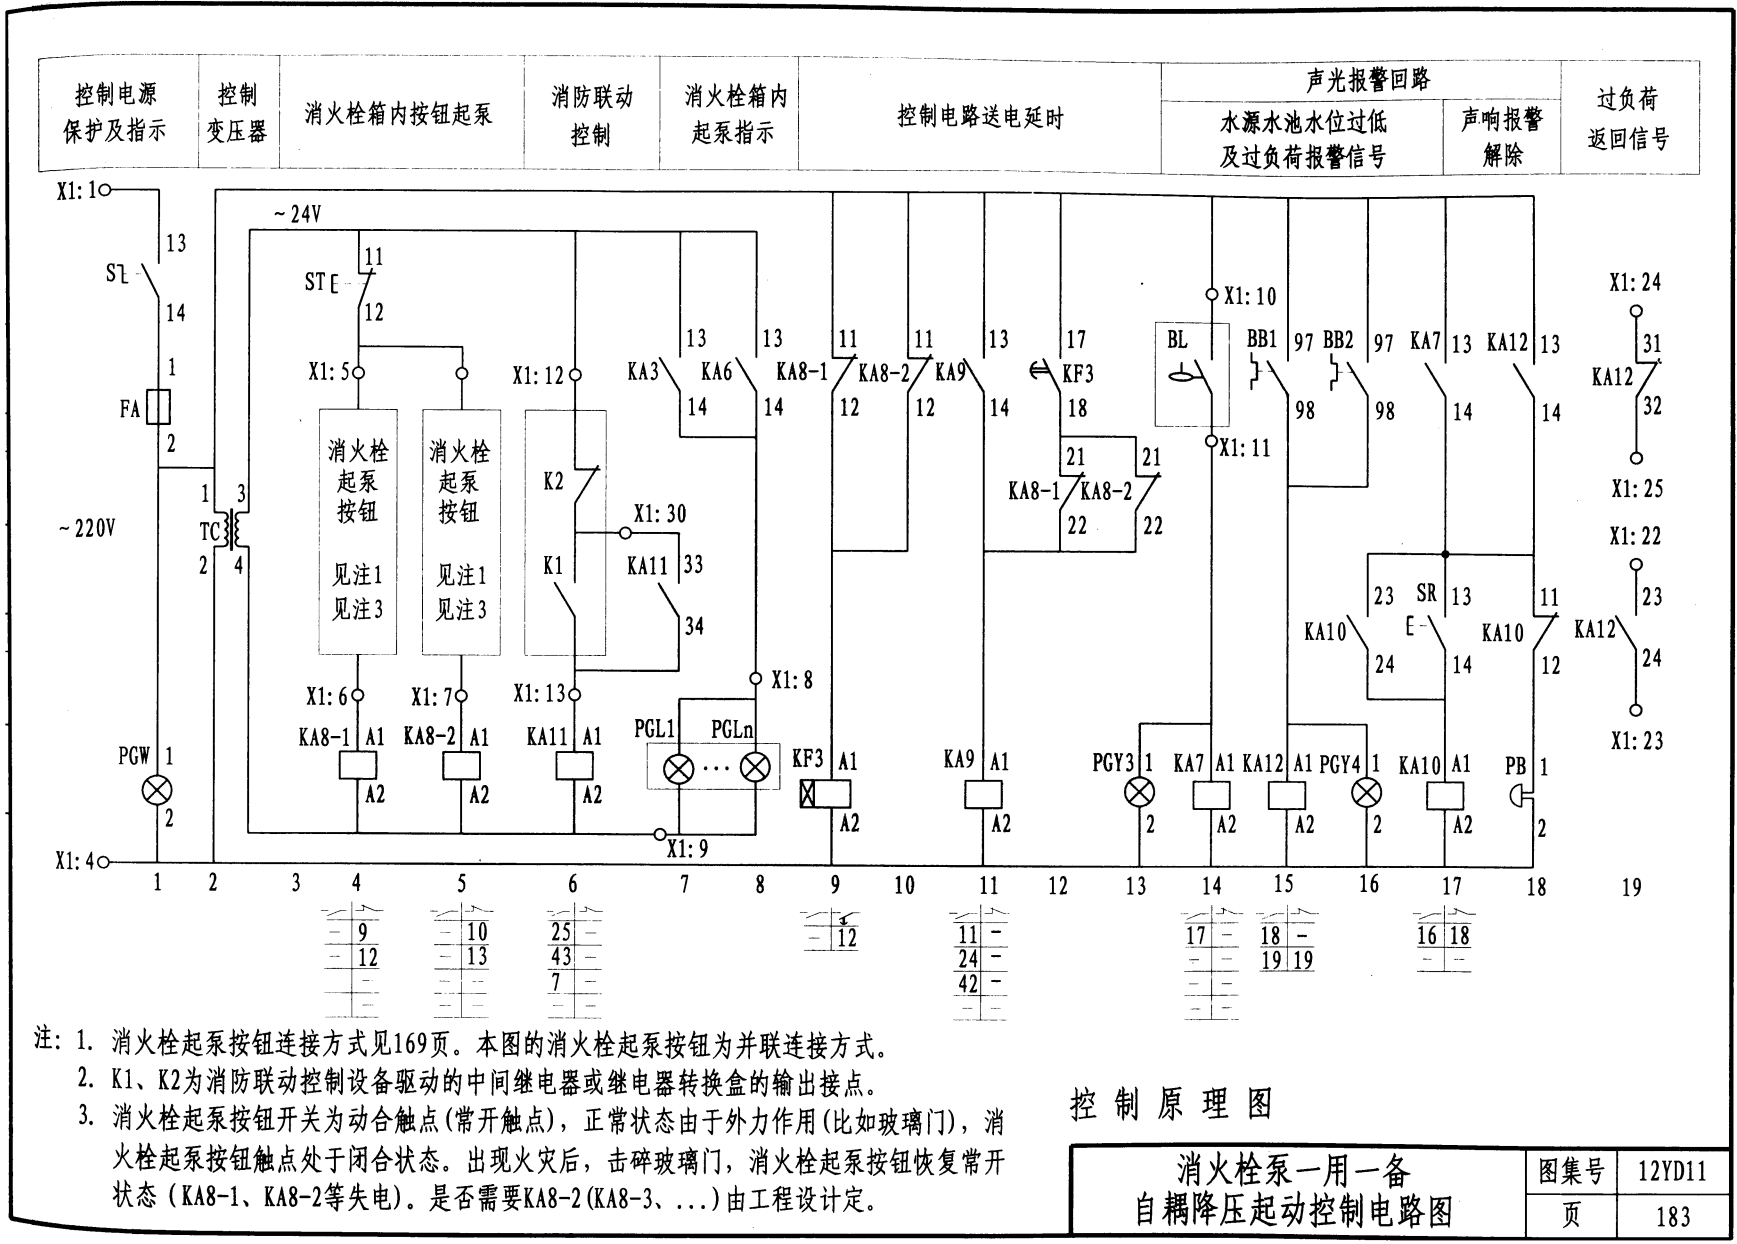 控制电源 保护及指示
控制 变压器
消火栓箱内按钮起泵
消防联动 控制
消火栓箱内 起泵指示
控制电路送电延时
声光报警回路
水源水池水位过低 及过负荷报警信号
声响报警 解除
过负荷 返回信号
X1:1
~24V
13
S
14
11
ST
12
X1:10
X1:24
1
FA
2
X1:5
X1:12
13
KA3
14
13
KA6
14
11
KA8-1
12
11
KA8-2
12
13
KA9
14
17
KF3
18
BL
BB1
97
98
BB2
97
98
KA7
13
14
KA12
13
14
31
KA12
32
X1:11
X1:25
消火栓
起泵
按钮
见注1
见注3
消火栓
起泵
按钮
见注1
见注3
K2
X1:30
K1
KA11
33
34
21
KA8-1
22
21
KA8-2
22
~220V
1
TC
2
3
4
X1:22
23
KA10
24
SR
13
14
11
KA10
12
23
KA12
24
X1:23
X1:6
X1:7
X1:13
X1:8
PGW
1
2
KA8-1
A1
A2
KA8-2
A1
A2
KA11
A1
A2
PGL1
PGLn
···
KF3
A1
A2
KA9
A1
A2
PGY3
1
2
KA7
A1
A2
KA12
A1
A2
PGY4
1
2
KA10
A1
A2
PB
1
2
X1:4
X1:9
1 2 3 4 5 6 7 8 9 10 11 12 13 14 15 16 17 18 19
9
12
10
13
25
43
7
12
11
24
42
17
18
19 19
16 18
注: 1. 消火栓起泵按钮连接方式见169页。本图的消火栓起泵按钮为并联连接方式。
2. K1、K2为消防联动控制设备驱动的中间继电器或继电器转换盒的输出接点。
3. 消火栓起泵按钮开关为动合触点(常开触点), 正常状态由于外力作用(比如玻璃门), 消
火栓起泵按钮触点处于闭合状态。出现火灾后, 击碎玻璃门, 消火栓起泵按钮恢复常开
状态 (KA8-1、KA8-2等失电)。是否需要KA8-2(KA8-3、...)由工程设计定。
控制原理图
消火栓泵一用一备
自耦降压起动控制电路图
图集号 12YD11
页 183